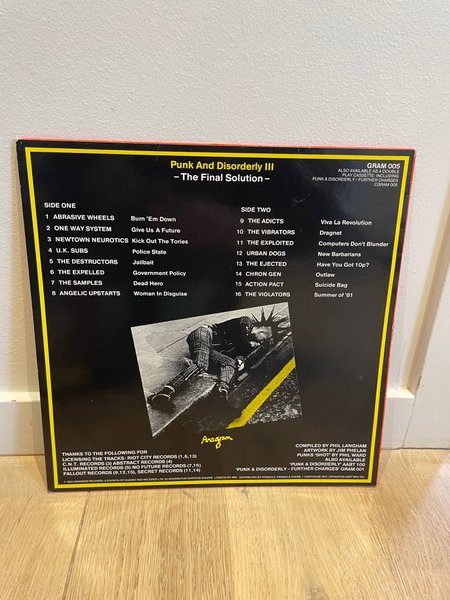 Punk And Disorderly III
–The Final Solution–
GRAM 005
ALSO AVAILABLE AS A DOUBLE
PLAY CASSETTE: INCLUDING
PUNK & DISORDERLY – FURTHER CHARGES
CGRAM 005
SIDE ONE
1 ABRASIVE WHEELS Burn 'Em Down
2 ONE WAY SYSTEM Give Us A Future
3 NEWTOWN NEUROTICS Kick Out The Tories
4 U.K. SUBS Police State
5 THE DESTRUCTORS Jailbait
6 THE EXPELLED Government Policy
7 THE SAMPLES Dead Hero
8 ANGELIC UPSTARTS Woman In Disguise
SIDE TWO
9 THE ADICTS Viva La Revolution
10 THE VIBRATORS Dragnet
11 THE EXPLOITED Computers Don't Blunder
12 URBAN DOGS New Barbarians
13 THE EJECTED Have You Got 10p?
14 CHRON GEN Outlaw
15 ACTION PACT Suicide Bag
16 THE VIOLATORS Summer of '81
Anagram
THANKS TO THE FOLLOWING FOR
LICENSING THE TRACKS: RIOT CITY RECORDS (1,6,13)
C.N.T. RECORDS (3) ABSTRACT RECORDS (4)
ILLUMINATED RECORDS (5) NO FUTURE RECORDS (7,16)
FALLOUT RECORDS (9,12,15), SECRET RECORDS (11,14)
COMPILED BY PHIL LANGHAM
ARTWORK BY JIM PHELAN
PUNKS 'SHOT' BY PHIL WARD
ALSO AVAILABLE
'PUNK & DISORDERLY' AABT 100
'PUNK & DISORDERLY – FURTHER CHARGES' GRAM 001